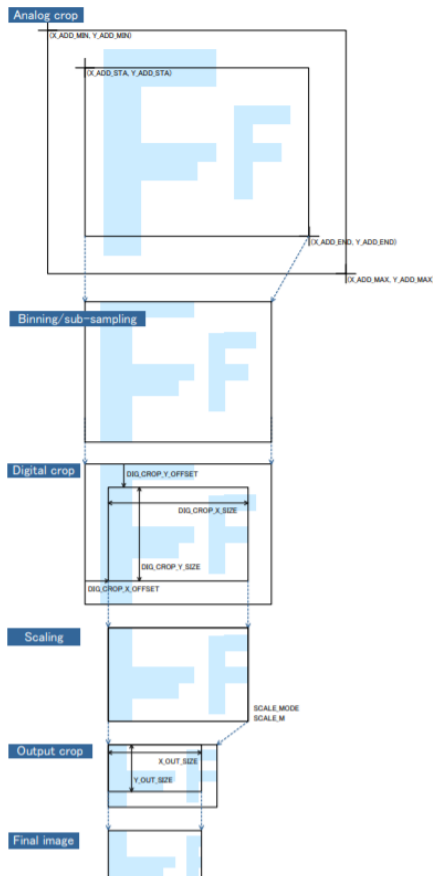 Analog crop
(X_ADD_MIN, Y_ADD_MIN)
(X_ADD_STA, Y_ADD_STA)
(X_ADD_END, Y_ADD_END)
(X_ADD_MAX, Y_ADD_MAX)
Binning/sub-sampling
Digital crop
DIG_CROP_Y_OFFSET
DIG_CROP_X_SIZE
DIG_CROP_Y_SIZE
DIG_CROP_X_OFFSET
Scaling
SCALE_MODE
SCALE_M
Output crop
X_OUT_SIZE
Y_OUT_SIZE
Final image